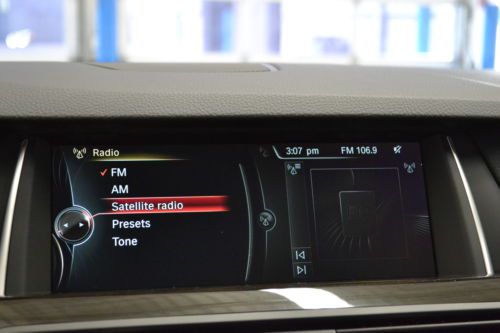 Radio
3:07 pm
FM 106.9
FM
AM
Satellite radio
Presets
Tone